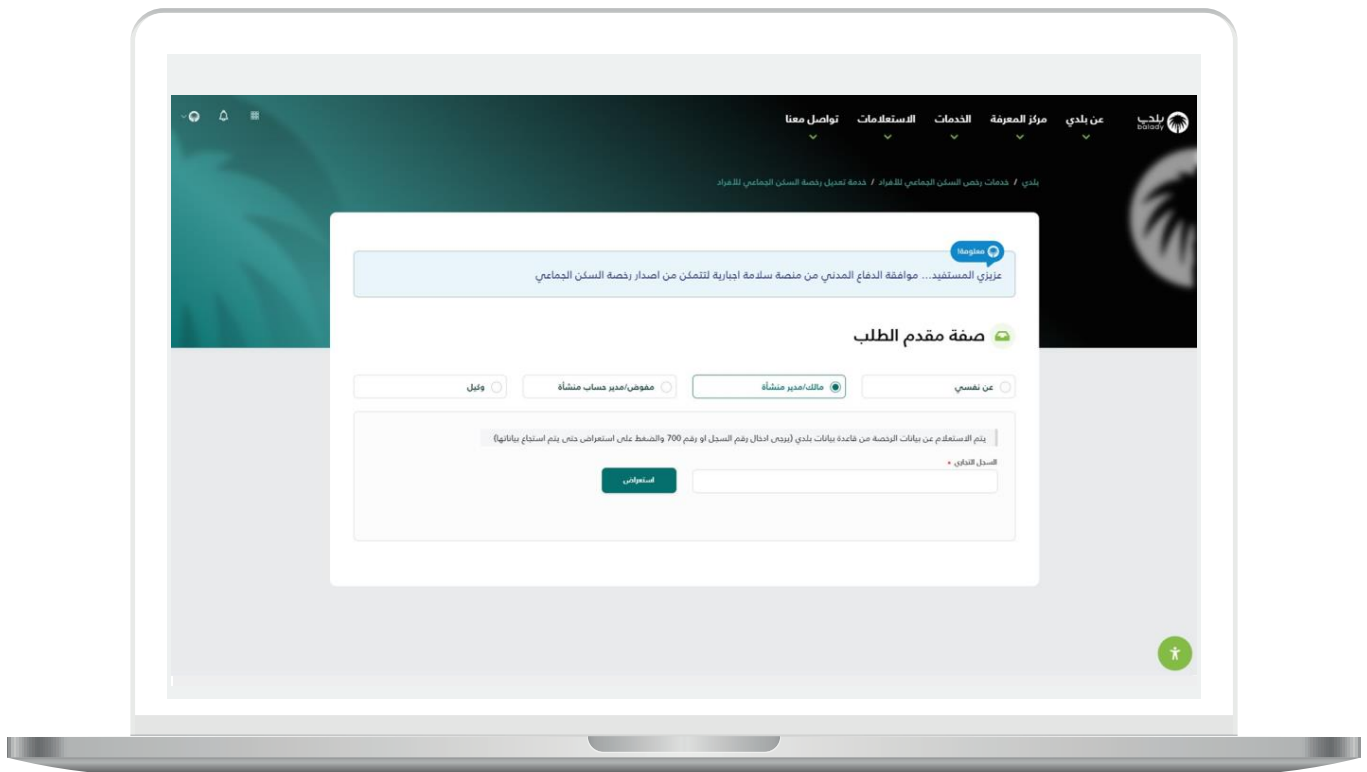 بلدي
balady
عن بلدي
مركز المعرفة
الخدمات
الاستعلامات
تواصل معنا
بلدي / خدمات رخص السكن الجماعي للأفراد / خدمة تعديل رخصة السكن الجماعي للأفراد
معلومة!
عزيزي المستفيد... موافقة الدفاع المدني من منصة سلامة اجبارية لتتمكن من اصدار رخصة السكن الجماعي
صفة مقدم الطلب
عن نفسي
مالك/مدير منشأة
مفوض/مدير حساب منشأة
وكيل
يتم الاستعلام عن بيانات الرخصة من قاعدة بيانات بلدي (يرجى ادخال رقم السجل او رقم 700 والضغط على استعراض حتى يتم استجاع بياناتها)
السجل التجاري *
استعراض